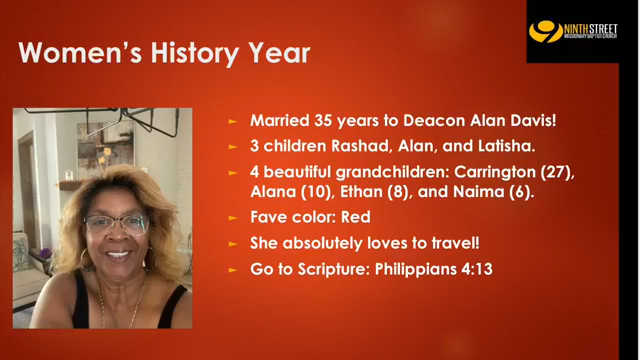 Women's History Year
NINTH STREET
MISSIONARY BAPTIST CHURCH
► Married 35 years to Deacon Alan Davis!
► 3 children Rashad, Alan, and Latisha.
► 4 beautiful grandchildren: Carrington (27),
Alana (10), Ethan (8), and Naima (6).
► Fave color: Red
► She absolutely loves to travel!
► Go to Scripture: Philippians 4:13